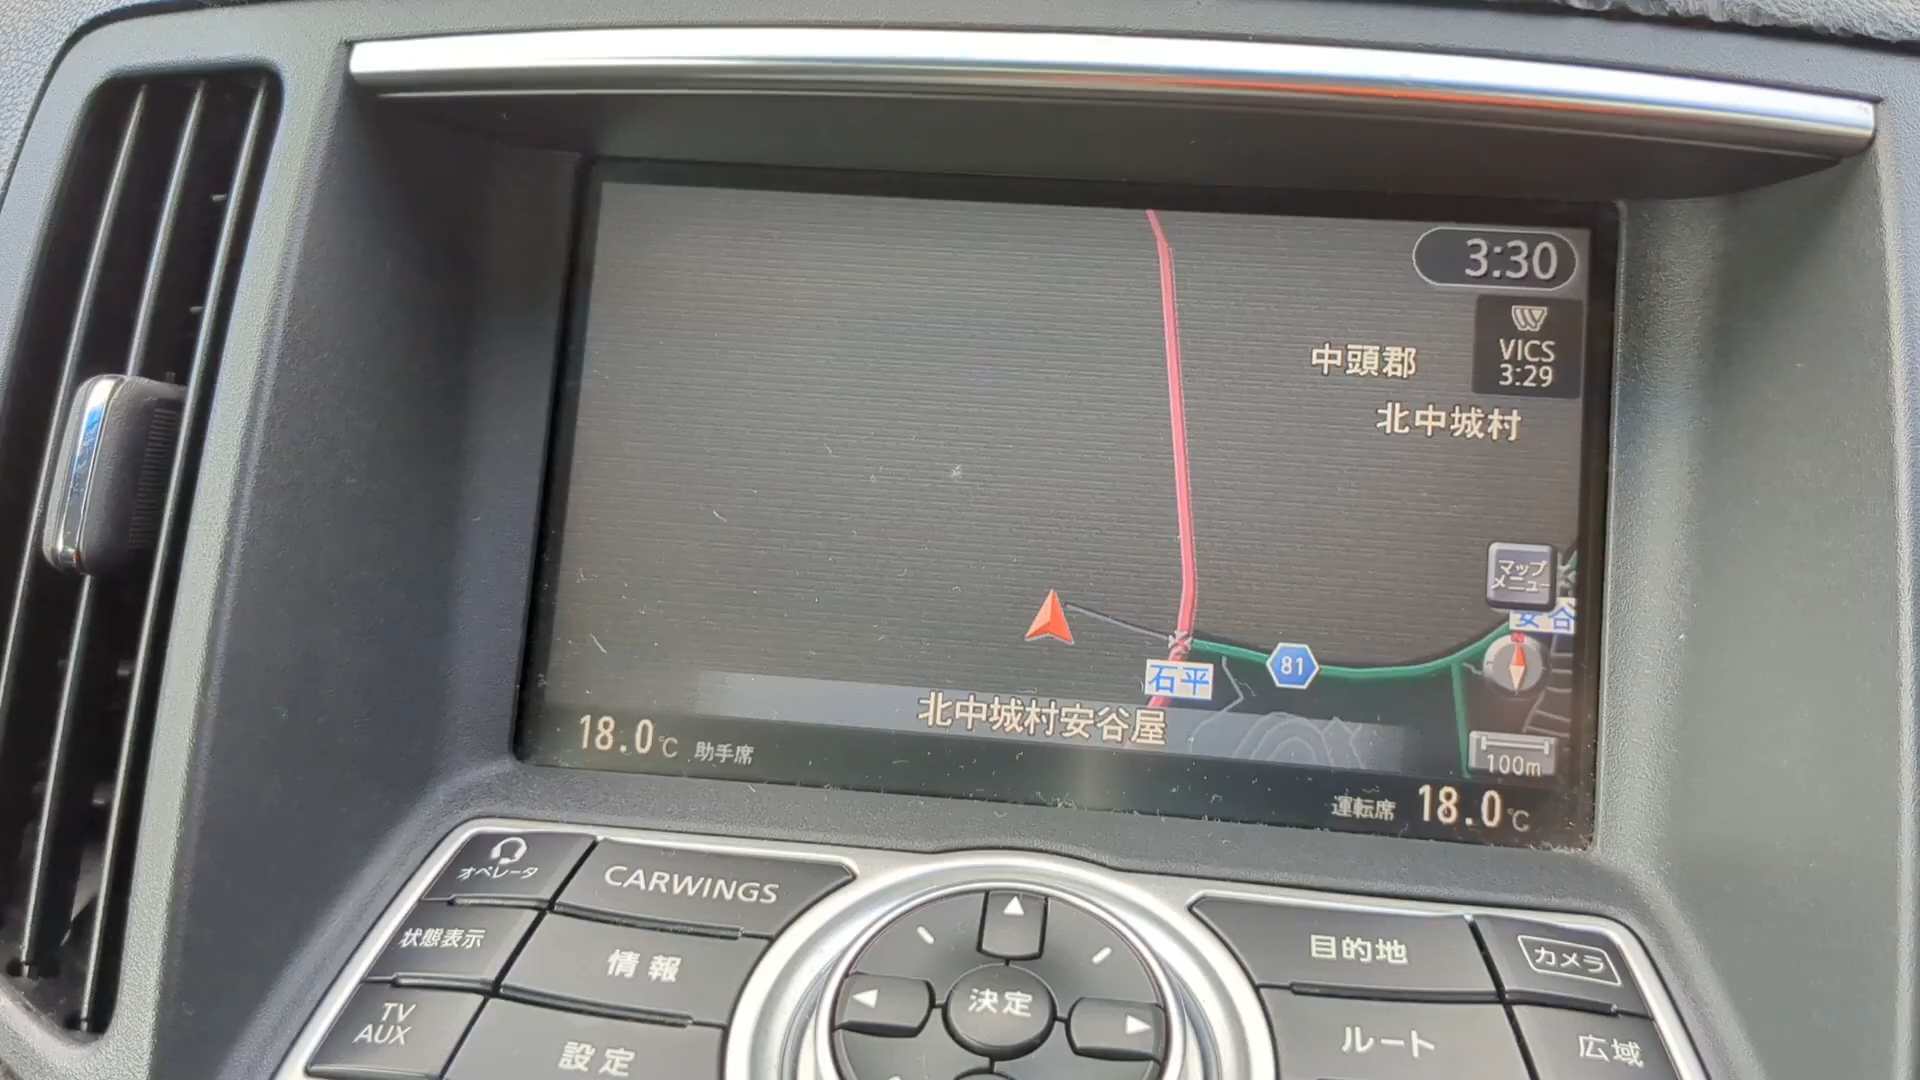 3:30
VICS
3:29
中頭郡
北中城村
マップ
メニュー
安谷
81
石平
北中城村安谷屋
100m
18.0℃ 助手席
運転席 18.0℃
オペレータ
CARWINGS
状態表示
情報
TV
AUX
設定
決定
目的地
カメラ
ルート
広域